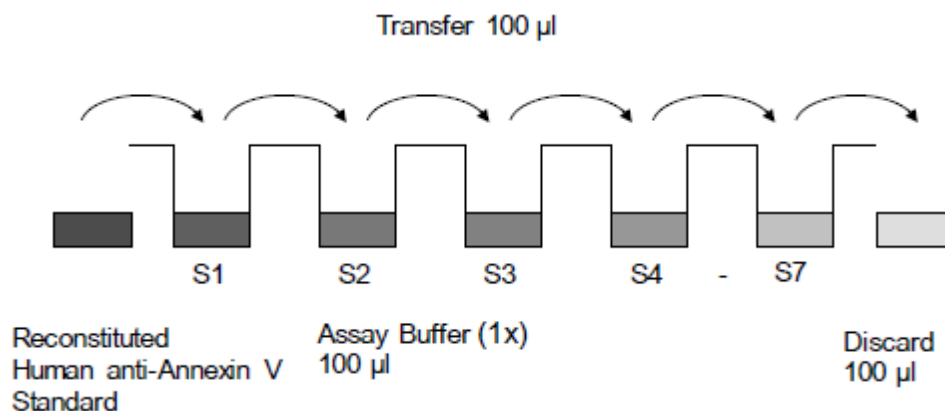 Transfer 100 µl
S1 S2 S3 S4 - S7
Reconstituted
Human anti-Annexin V
Standard
Assay Buffer (1x)
100 µl
Discard
100 µl